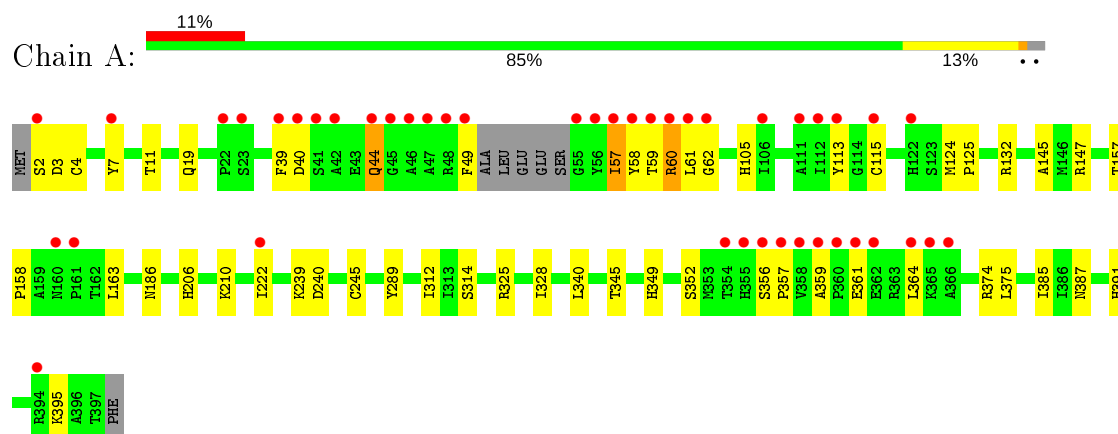 11%
Chain A:
85% 13% • •
MET S2 D3 C4 Y7 T11 Q19 P22 S23 F39 D40 S41 A42 E43 Q44 G45 A46 A47 R48 F49 ALA LEU GLU GLU SER G55 Y56 I57 Y58 T59 R60 L61 G62 H105 I106 A111 I112 Y113 G114 C115 H122 S123 M124 P125 R132 A145 M146 R147 T157
P158 A159 N160 P161 T162 L163 N186 H206 K210 I222 K239 D240 C245 Y289 I312 I313 S314 R325 I328 L340 T345 H349 S352 M353 T354 H355 S356 P357 V358 A359 P360 E361 E362 R363 L364 K365 A366 R374 L375 I385 I386 N387 H391
R394 K395 A396 T397 PHE